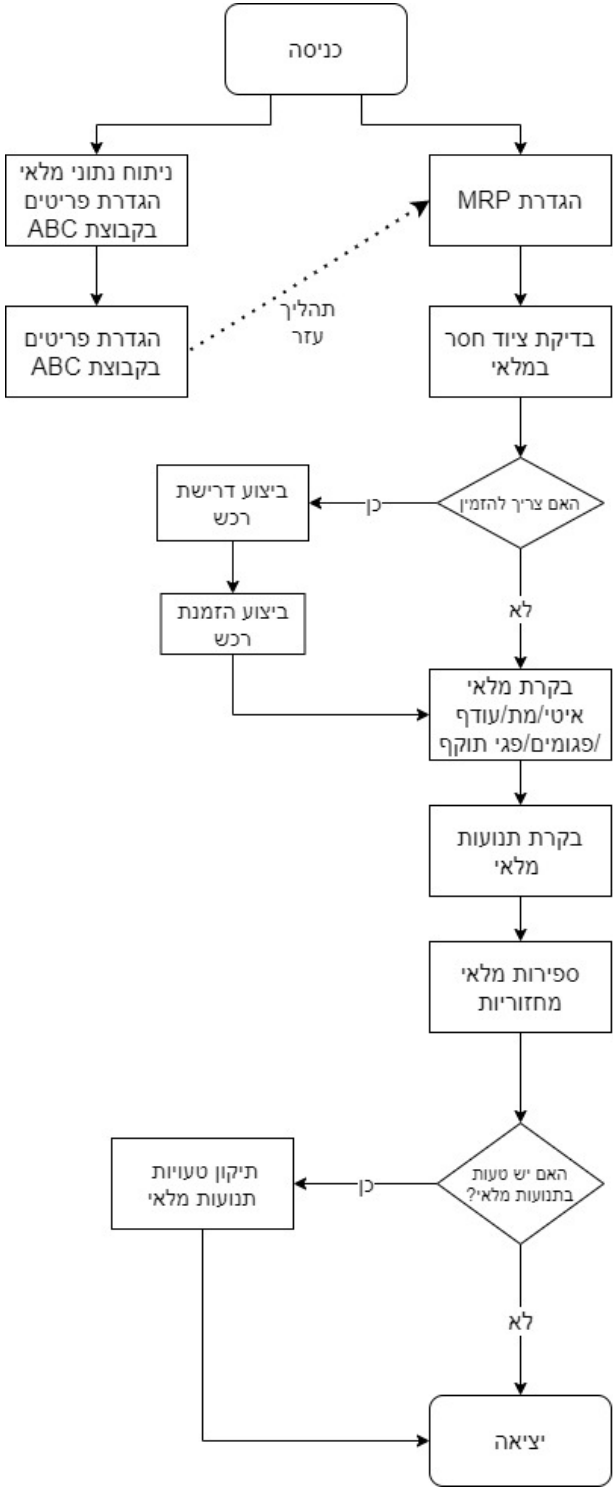 כניסה
ניתוח נתוני מלאי
הגדרת פריטים
בקבוצת ABC
הגדרת MRP
תהליך
עזר
הגדרת פריטים
בקבוצת ABC
בדיקת ציוד חסר
במלאי
האם צריך להזמין
כן
ביצוע דרישת
רכש
לא
ביצוע הזמנת
רכש
בקרת מלאי
איטי/מת/עודף
/פגומים/פגי תוקף
בקרת תנועות
מלאי
ספירות מלאי
מחזוריות
האם יש טעות
בתנועות מלאי?
כן
תיקון טעויות
תנועות מלאי
לא
יציאה